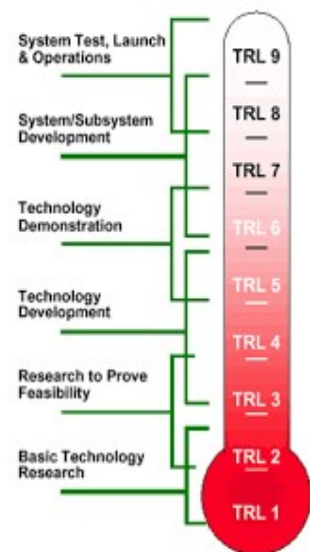 System Test, Launch
& Operations
System/Subsystem
Development
Technology
Demonstration
Technology
Development
Research to Prove
Feasibility
Basic Technology
Research
TRL 9
TRL 8
TRL 7
TRL 6
TRL 5
TRL 4
TRL 3
TRL 2
TRL 1